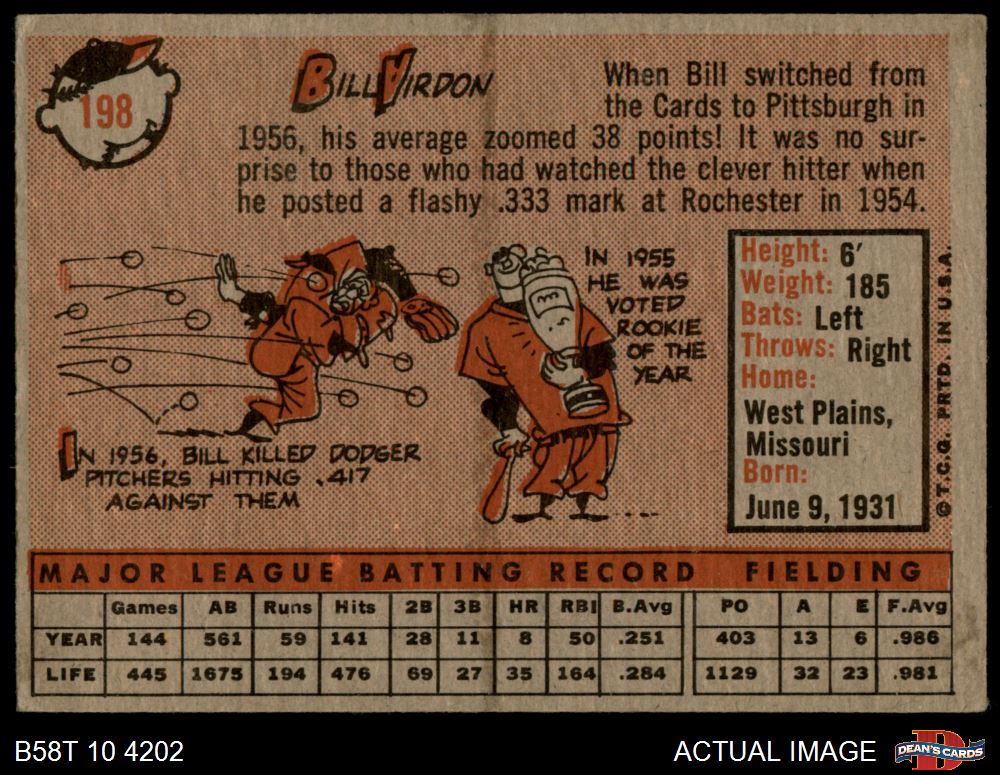 198
BILL VIRDON
When Bill switched from
the Cards to Pittsburgh in
1956, his average zoomed 38 points! It was no sur-
prise to those who had watched the clever hitter when
he posted a flashy .333 mark at Rochester in 1954.
IN 1955
HE WAS
VOTED
ROOKIE
OF THE
YEAR
IN 1956, BILL KILLED DODGER
PITCHERS HITTING .417
AGAINST THEM
Height: 6'
Weight: 185
Bats: Left
Throws: Right
Home:
West Plains,
Missouri
Born:
June 9, 1931
©T.C.G. PRTD. IN U.S.A.
MAJOR LEAGUE BATTING RECORD FIELDING
Games AB Runs Hits 2B 3B HR RBI B.Avg PO A E F.Avg
YEAR 144 561 59 141 28 11 8 50 .251 403 13 6 .986
LIFE 445 1675 194 476 69 27 35 164 .284 1129 32 23 .981
B58T 10 4202
ACTUAL IMAGE
D
DEAN'S CARDS